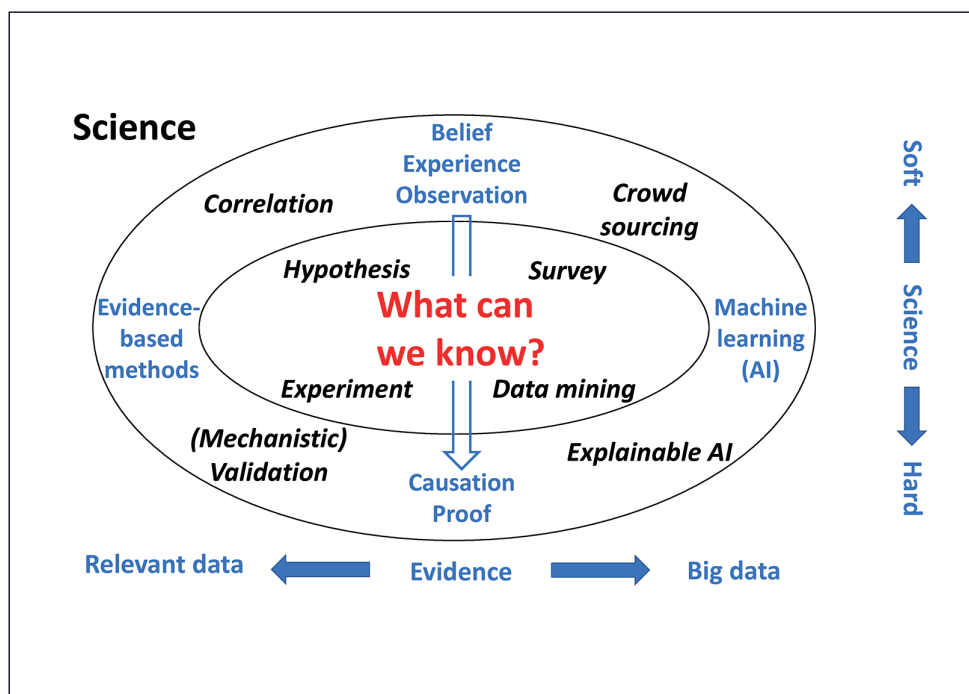 Science
Belief
Experience
Observation
Correlation
Crowd
sourcing
Hypothesis
Survey
What can
we know?
Evidence-
based
methods
Machine
learning
(AI)
Experiment
Data mining
(Mechanistic)
Validation
Explainable AI
Causation
Proof
Relevant data
Evidence
Big data
Soft
Science
Hard